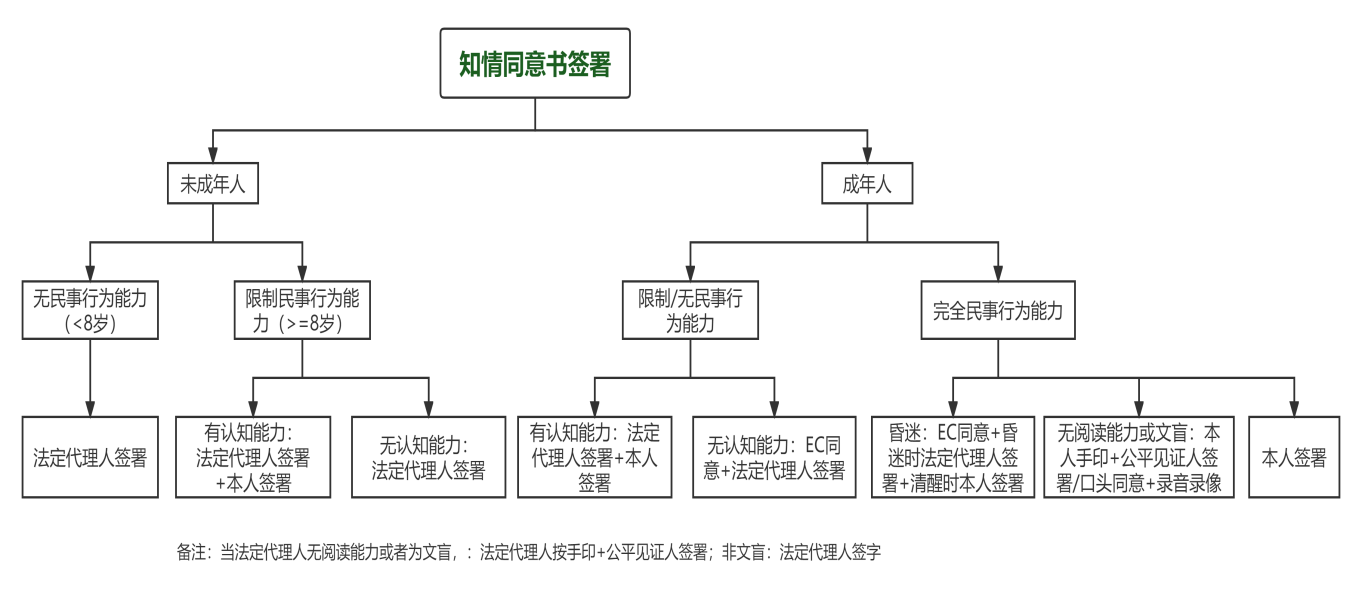 知情同意书签署
未成年人
成年人
无民事行为能力
（<8岁）
限制民事行为能
力（>=8岁）
限制/无民事行
为能力
完全民事行为能力
法定代理人签署
有认知能力：
法定代理人签署
+本人签署
无认知能力：
法定代理人签署
有认知能力：法定
代理人签署+本人
签署
无认知能力：EC同
意+法定代理人签署
昏迷：EC同意+昏
迷时法定代理人签
署+清醒时本人签署
无阅读能力或文盲：本
人手印+公平见证人签
署/口头同意+录音录像
本人签署
备注：当法定代理人无阅读能力或者为文盲，：法定代理人按手印+公平见证人签署；非文盲：法定代理人签字